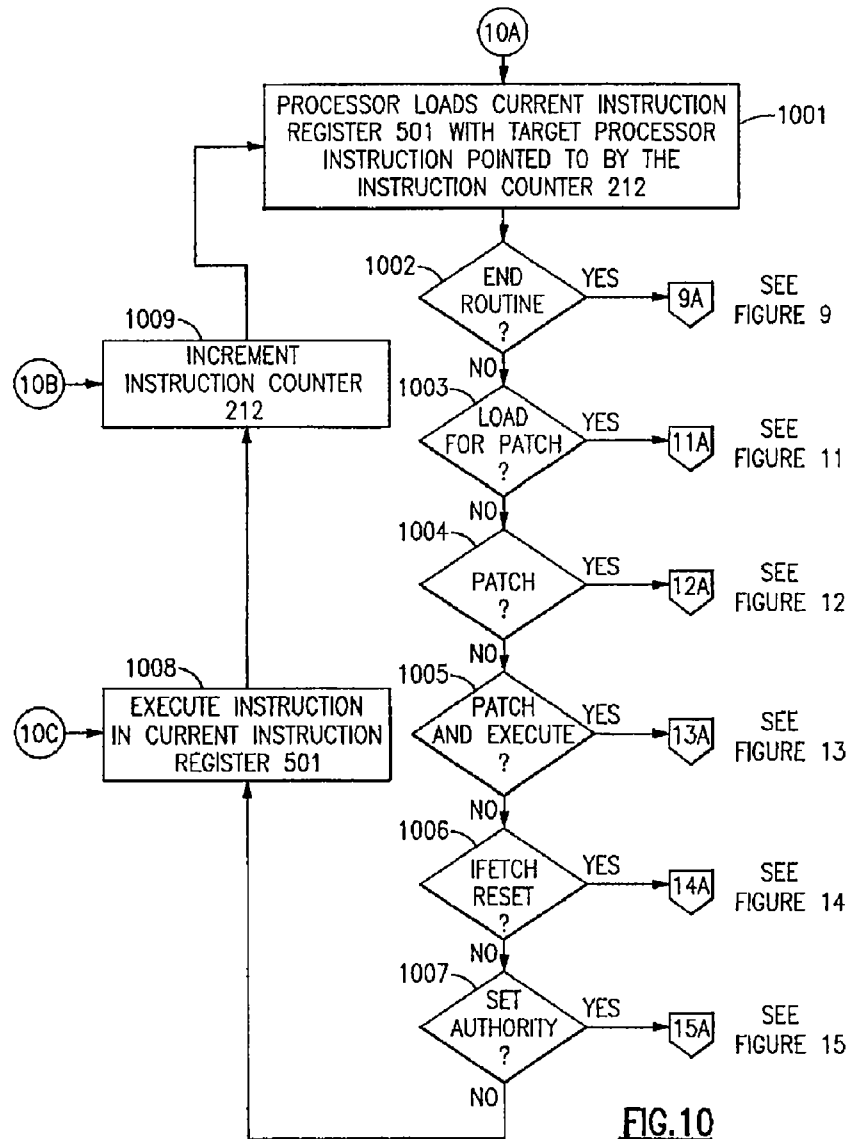 10A
PROCESSOR LOADS CURRENT INSTRUCTION
REGISTER 501 WITH TARGET PROCESSOR
INSTRUCTION POINTED TO BY THE
INSTRUCTION COUNTER 212
1001
1002
END
ROUTINE
?
YES
9A
SEE
FIGURE 9
NO
1009
INCREMENT
INSTRUCTION COUNTER
212
10B
1003
LOAD
FOR PATCH
?
YES
11A
SEE
FIGURE 11
NO
1004
PATCH
?
YES
12A
SEE
FIGURE 12
NO
1008
EXECUTE INSTRUCTION
IN CURRENT INSTRUCTION
REGISTER 501
10C
1005
PATCH
AND EXECUTE
?
YES
13A
SEE
FIGURE 13
NO
1006
IFETCH
RESET
?
YES
14A
SEE
FIGURE 14
NO
1007
SET
AUTHORITY
?
YES
15A
SEE
FIGURE 15
NO
FIG.10